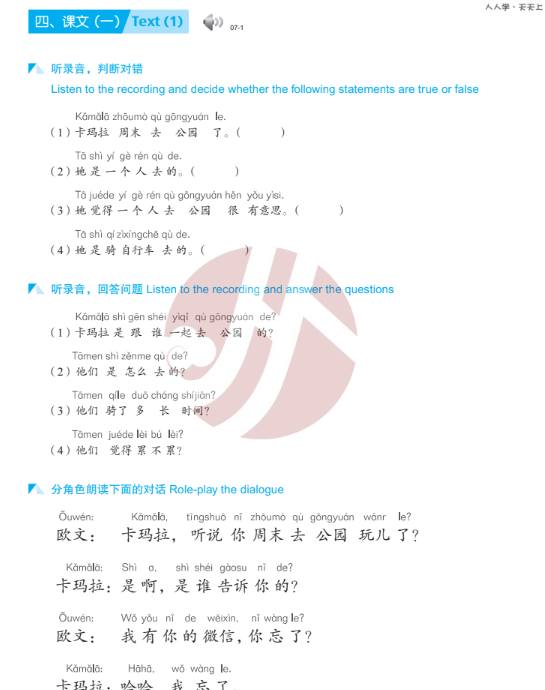 人人学·天天上
四、课文(一) Text (1) 07-1
听录音，判断对错
Listen to the recording and decide whether the following statements are true or false
Kǎmǎlā zhōumò qù gōngyuán le.
(1)卡玛拉 周末 去 公园 了。( )
Tā shì yí gè rén qù de.
(2)她 是 一 个 人 去 的。( )
Tā juéde yí gè rén qù gōngyuán hěn yǒu yìsi.
(3)她 觉得 一 个 人 去 公园 很 有意思。( )
Tā shì qí zìxíngchē qù de.
(4)她 是 骑 自行车 去 的。( )
听录音，回答问题 Listen to the recording and answer the questions
Kǎmǎlā shì gēn shéi yìqǐ qù gōngyuán de?
(1)卡玛拉 是 跟 谁 一起 去 公园 的?
Tāmen shì zěnme qù de?
(2)他们 是 怎么 去 的?
Tāmen qíle duō cháng shíjiān?
(3)他们 骑了 多 长 时间?
Tāmen juéde lèi bú lèi?
(4)他们 觉得 累 不 累?
分角色朗读下面的对话 Role-play the dialogue
Ōuwén: Kǎmǎlā, tīngshuō nǐ zhōumò qù gōngyuán wánr le?
欧文： 卡玛拉，听说 你 周末 去 公园 玩儿 了?
Kǎmǎlā: Shì a, shì shéi gàosu nǐ de?
卡玛拉：是 啊，是 谁 告诉 你 的?
Ōuwén: Wǒ yǒu nǐ de wēixìn, nǐ wàng le?
欧文： 我 有 你 的 微信，你 忘 了?
Kǎmǎlā: Hāhā, wǒ wàng le.
卡玛拉：哈哈，我 忘 了。